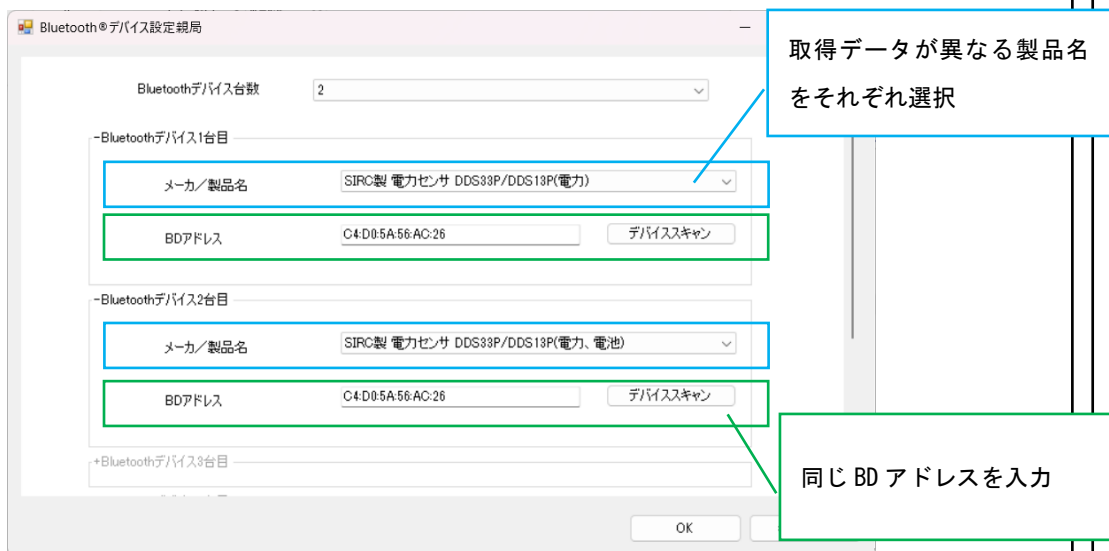 Bluetooth®デバイス設定親局
取得データが異なる製品名
をそれぞれ選択
Bluetoothデバイス台数
2
-Bluetoothデバイス1台目
メーカ/製品名
SIRC製 電力センサ DDS33P/DDS13P(電力)
BDアドレス
C4:D0:5A:56:AC:26
デバイススキャン
-Bluetoothデバイス2台目
メーカ/製品名
SIRC製 電力センサ DDS33P/DDS13P(電力、電池)
BDアドレス
C4:D0:5A:56:AC:26
デバイススキャン
+Bluetoothデバイス3台目
同じ BD アドレスを入力
OK